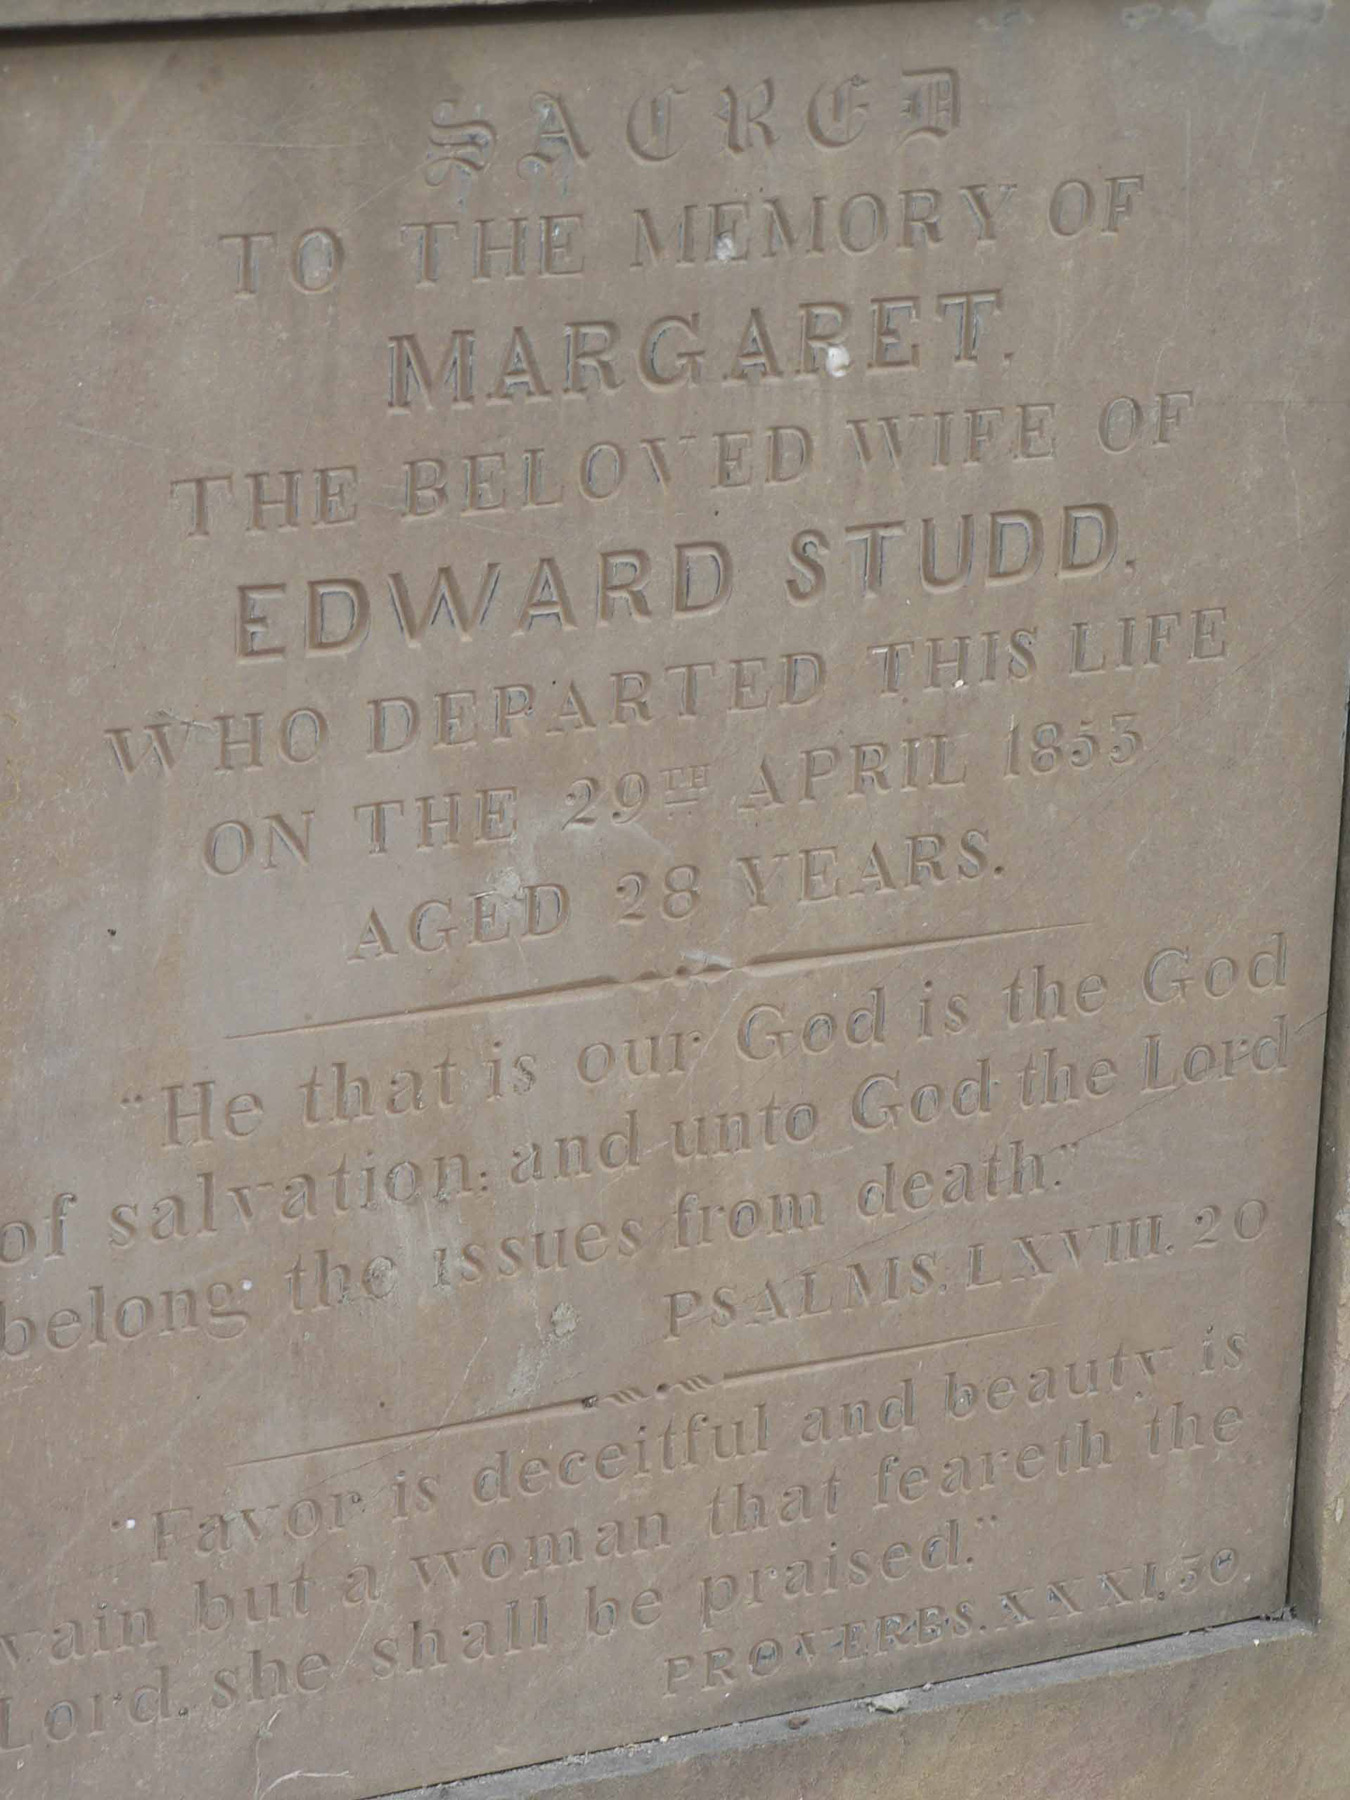 SACRED
TO THE MEMORY OF
MARGARET.
THE BELOVED WIFE OF
EDWARD STUDD.
WHO DEPARTED THIS LIFE
ON THE 29TH APRIL 1853
AGED 28 YEARS.
"He that is our God is the God
of salvation: and unto God the Lord
belong the issues from death."
PSALMS. LXVIII. 20
"Favor is deceitful and beauty is
vain but a woman that feareth the
Lord. she shall be praised."
PROVERBS. XXXI. 30.